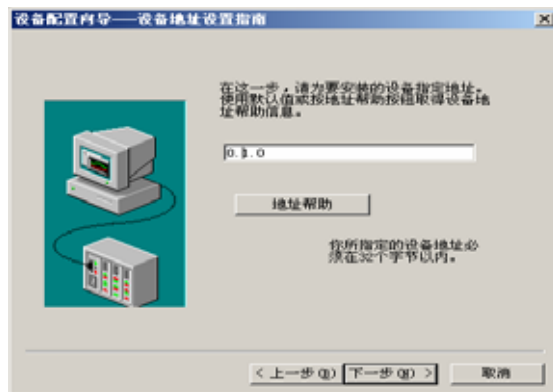 设备配置向导——设备地址设置指南
在这一步，请为要安装的设备指定地址。
使用默认值或按地址帮助按钮取得设备地
址帮助信息。
0.1.0
地址帮助
你所指定的设备地址必
须在32个字节以内。
< 上一步(B) 下一步(N) > 取消